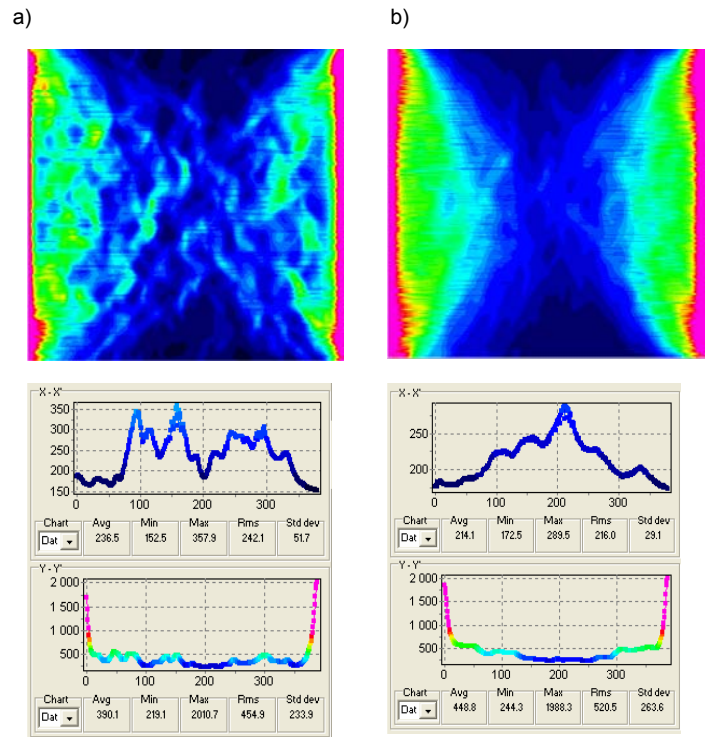 a)
b)
X - X'
350
300
250
200
150
0
100
200
300
Chart
Avg
Min
Max
Rms
Std dev
Dat
236.5
152.5
357.9
242.1
51.7
Y - Y'
2 000
1 500
1 000
500
0
100
200
300
Chart
Avg
Min
Max
Rms
Std dev
Dat
390.1
219.1
2010.7
454.9
233.9
X - X'
250
200
0
100
200
300
Chart
Avg
Min
Max
Rms
Std dev
Dat
214.1
172.5
289.5
216.0
29.1
Y - Y'
2 000
1 500
1 000
500
0
100
200
300
Chart
Avg
Min
Max
Rms
Std dev
Dat
448.8
244.3
1988.3
520.5
263.6